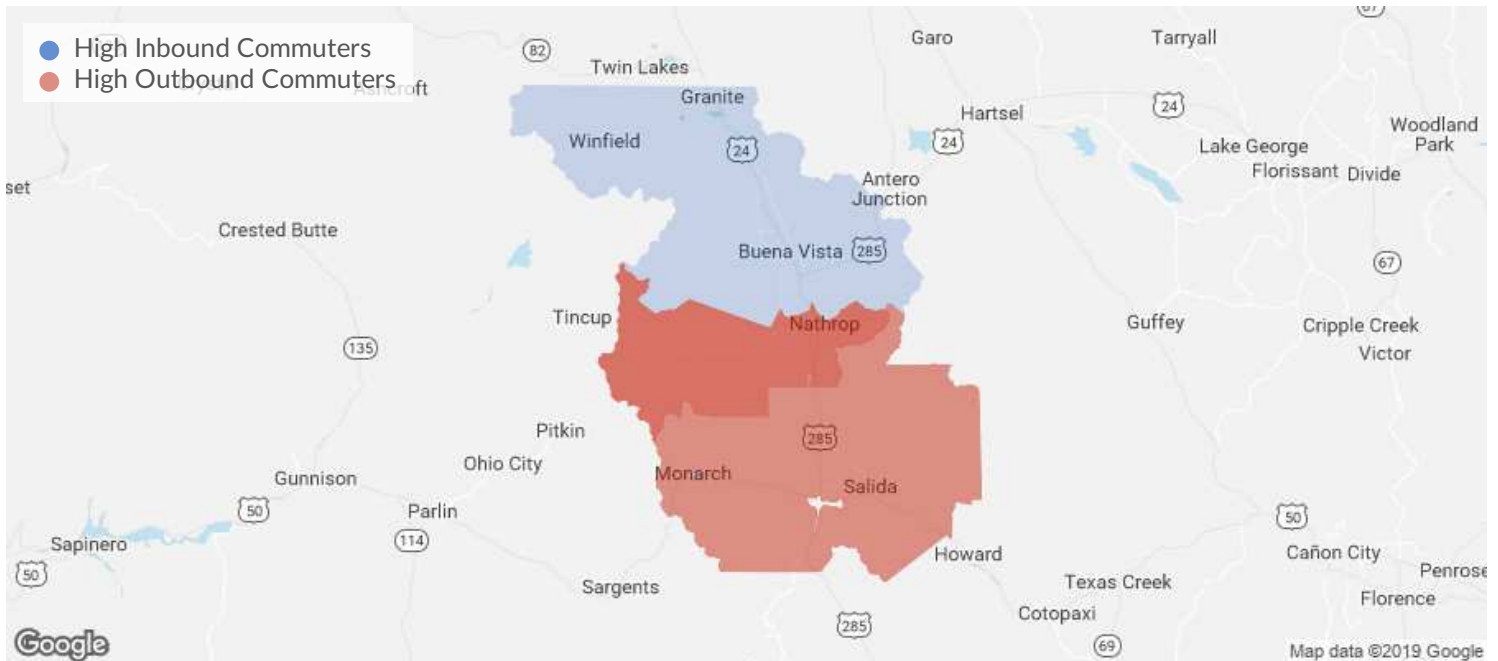 High Inbound Commuters
High Outbound Commuters
67
82
Garo
Tarryall
Twin Lakes
Ashcroft
Granite
24
Hartsel
Winfield
24
24
Woodland
Park
Lake George
Florissant
Divide
Antero
Junction
set
Crested Butte
Buena Vista
285
67
Tincup
Nathrop
Guffey
Cripple Creek
135
Victor
Pitkin
285
Ohio City
Monarch
Gunnison
Salida
50
Parlin
50
114
Sapinero
Howard
Cañon City
50
Sargents
Texas Creek
Penrose
Florence
Cotopaxi
285
69
Google
Map data ©2019 Google